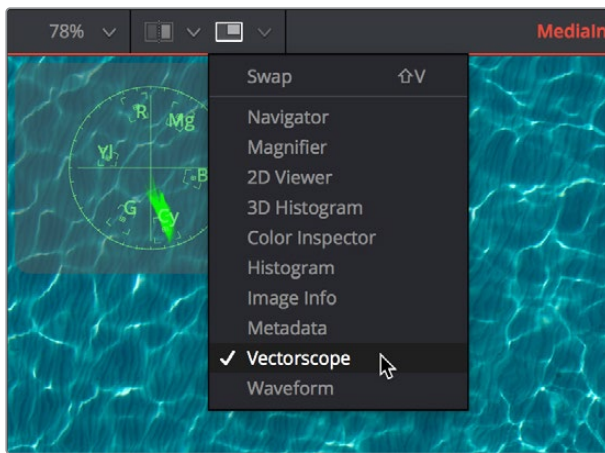 78%
MediaIn
Swap ⇧V
Navigator
Magnifier
2D Viewer
3D Histogram
Color Inspector
Histogram
Image Info
Metadata
✓ Vectorscope
Waveform
R
Mg
Yl
B
G
Cy